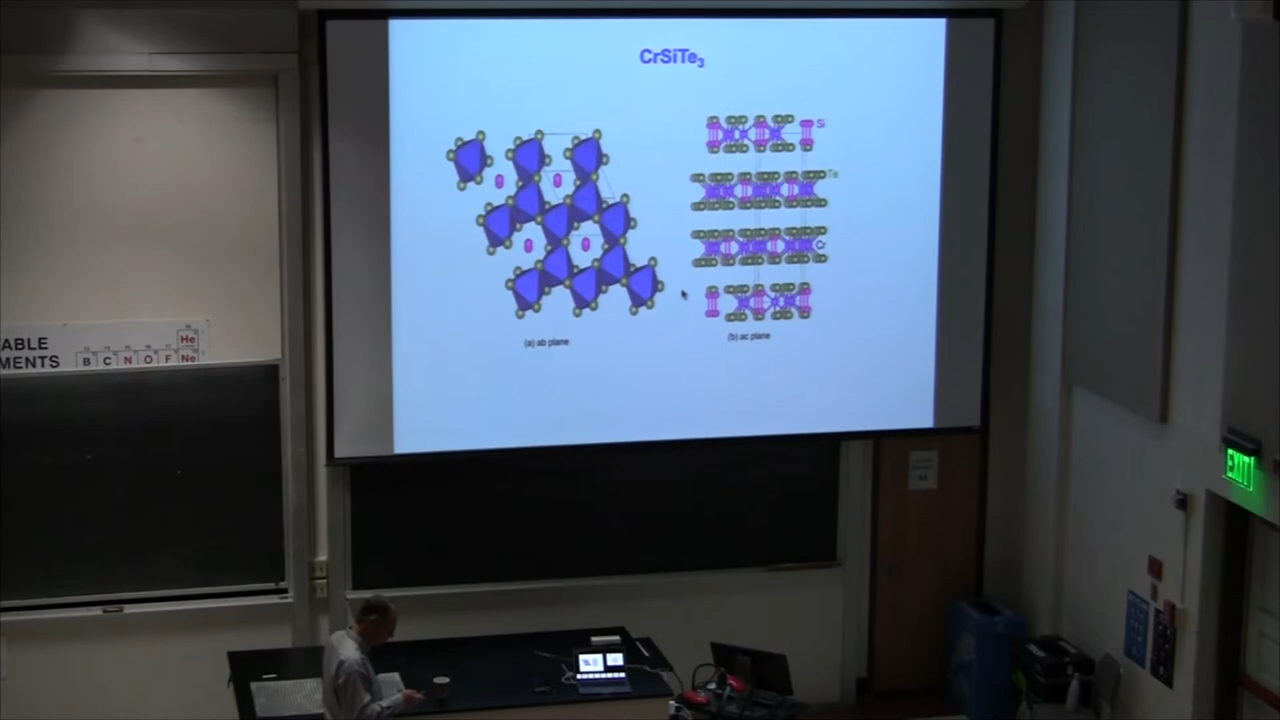 CrSiTe3
Si
Te
Cr
(a) ab plane
(b) ac plane
ABLE
MENTS
He
B C N O F Ne
EXIT